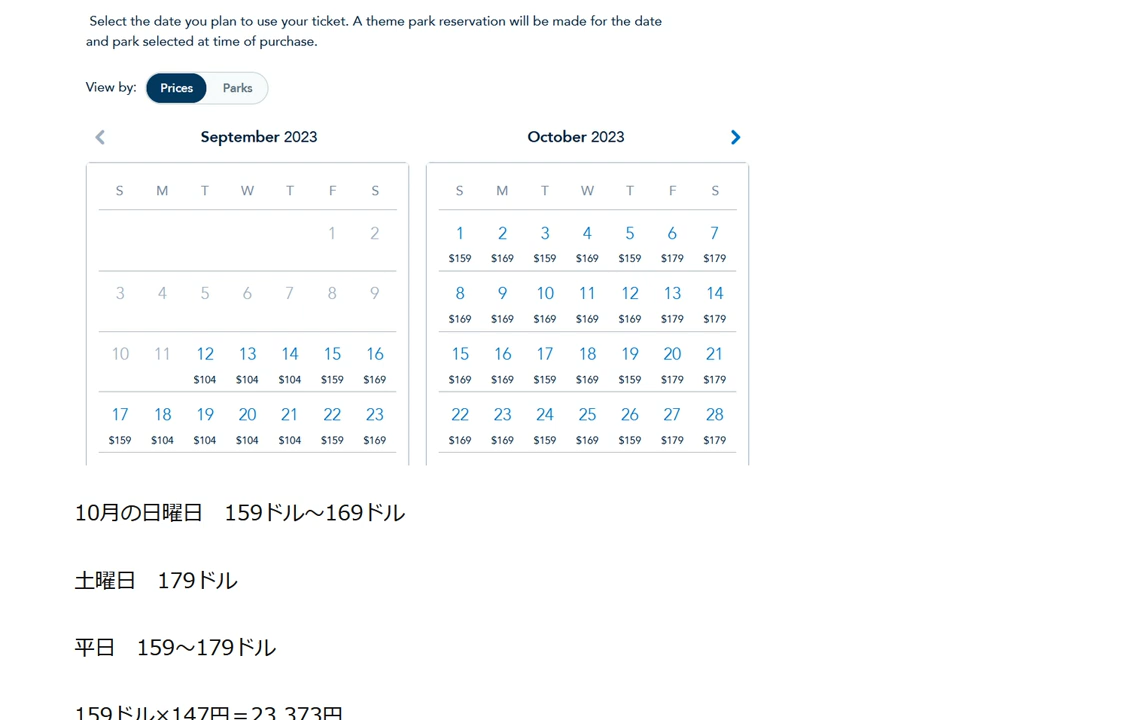 Select the date you plan to use your ticket. A theme park reservation will be made for the date
and park selected at time of purchase.
View by: Prices Parks
September 2023
S M T W T F S
1 2
3 4 5 6 7 8 9
10 11 12 13 14 15 16
$104 $104 $104 $159 $169
17 18 19 20 21 22 23
$159 $104 $104 $104 $104 $159 $169
October 2023
S M T W T F S
1 2 3 4 5 6 7
$159 $169 $159 $169 $159 $179 $179
8 9 10 11 12 13 14
$169 $169 $169 $169 $169 $179 $179
15 16 17 18 19 20 21
$169 $169 $159 $169 $159 $179 $179
22 23 24 25 26 27 28
$169 $169 $159 $169 $159 $179 $179
10月の日曜日 159ドル～169ドル
土曜日 179ドル
平日 159～179ドル
159ドル×147円＝23,373円